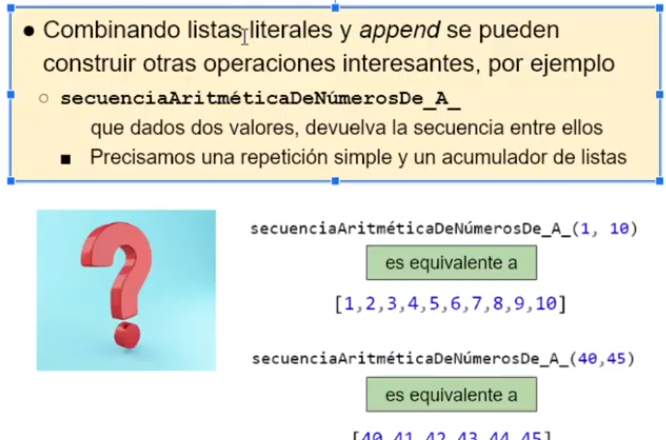 ● Combinando listas literales y append se pueden
construir otras operaciones interesantes, por ejemplo
○ secuenciaAritméticaDeNúmerosDe_A_
que dados dos valores, devuelva la secuencia entre ellos
■ Precisamos una repetición simple y un acumulador de listas
secuenciaAritméticaDeNúmerosDe_A_(1, 10)
es equivalente a
[1,2,3,4,5,6,7,8,9,10]
secuenciaAritméticaDeNúmerosDe_A_(40,45)
es equivalente a
[40,41,42,43,44,45]